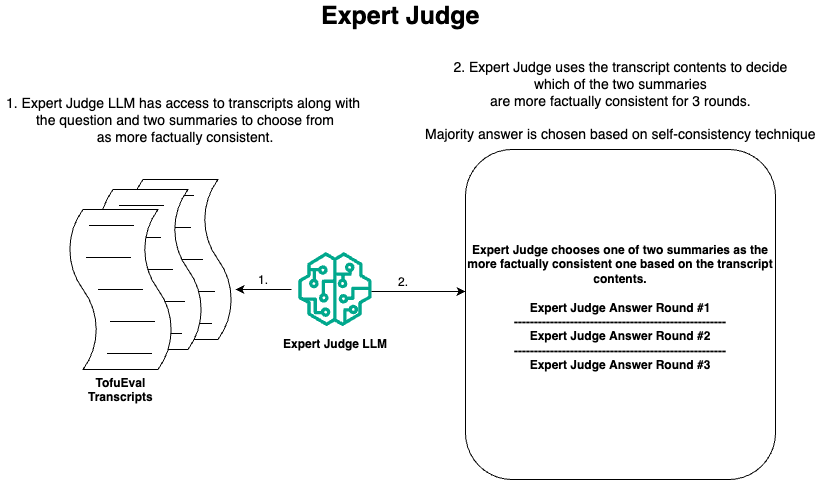 Expert Judge
1. Expert Judge LLM has access to transcripts along with
the question and two summaries to choose from
as more factually consistent.
2. Expert Judge uses the transcript contents to decide
which of the two summaries
are more factually consistent for 3 rounds.
Majority answer is chosen based on self-consistency technique
1.
2.
Expert Judge LLM
TofuEval
Transcripts
Expert Judge chooses one of two summaries as the
more factually consistent one based on the transcript
contents.
Expert Judge Answer Round #1
Expert Judge Answer Round #2
Expert Judge Answer Round #3